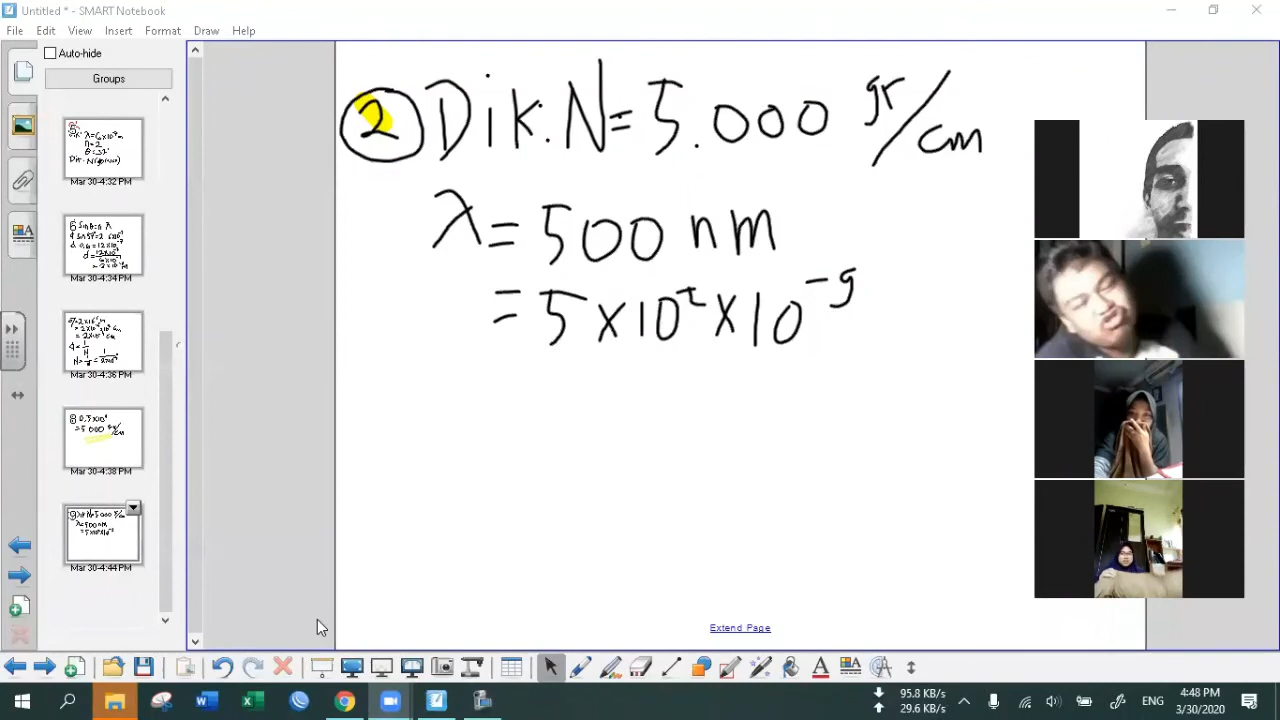 Untitled * - SMART Notebook
File Edit View Insert Format Draw Help
Auto-hide
Groups
Mar 30-4:32 PM
Mar 30-4:34 PM
Mar 30-4:36 PM
Mar 30-4:38 PM
Mar 30-4:44 PM
② Dik. N = 5.000 gr/cm
λ = 500 nm
= 5 × 10² × 10⁻⁹
Extend Page
95.8 KB/s
29.6 KB/s
ENG
4:48 PM
3/30/2020